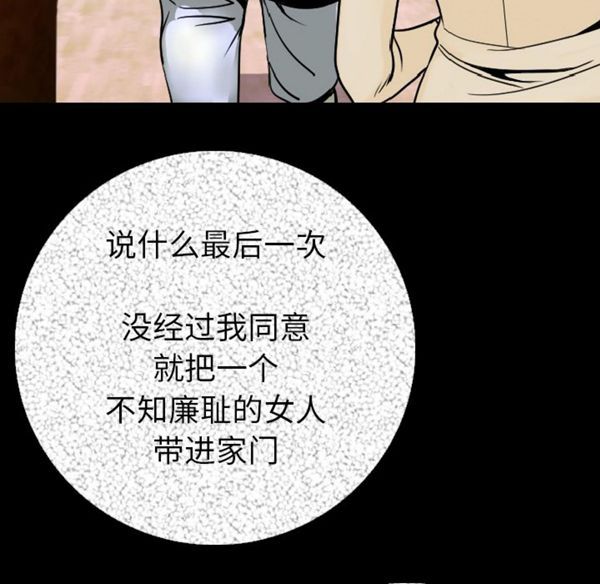 说什么最后一次
没经过我同意
就把一个
不知廉耻的女人
带进家门